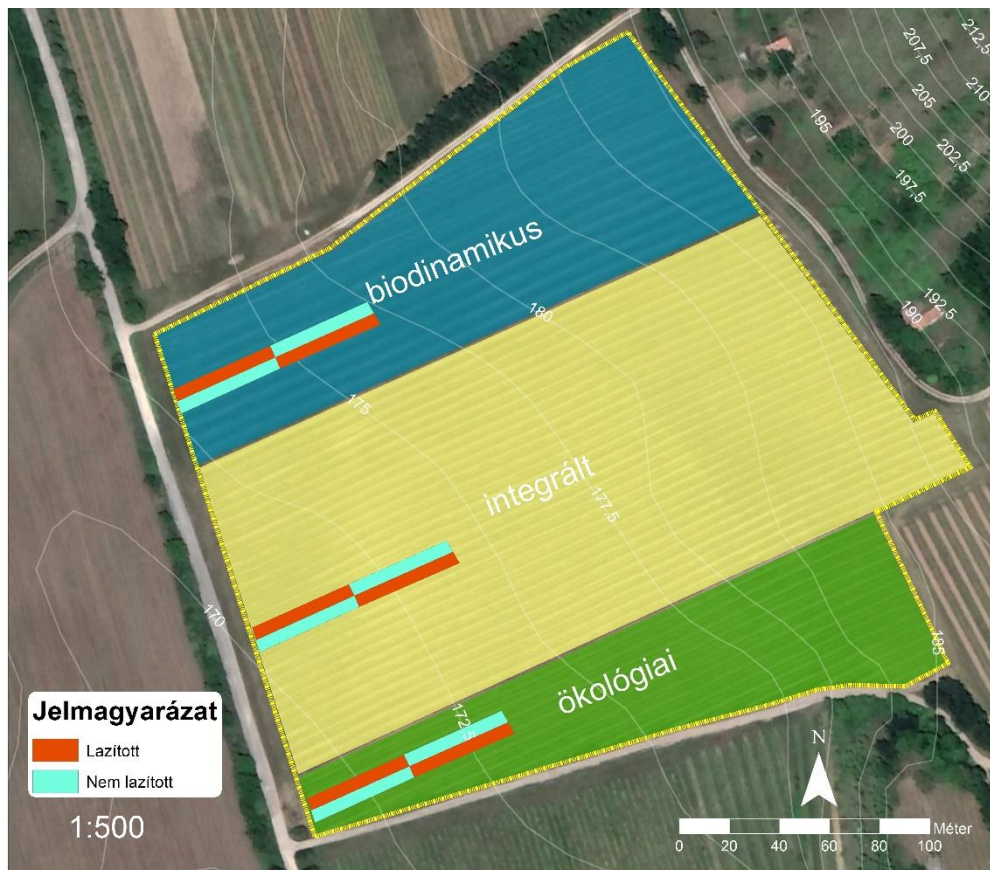 212,5
207,5
210
205
195
200
202,5
197,5
192,5
190
biodinamikus
180
175
integrált
177,5
170
185
ökológiai
172,5
Jelmagyarázat
Lazított
Nem lazított
1:500
N
Méter
0 20 40 60 80 100